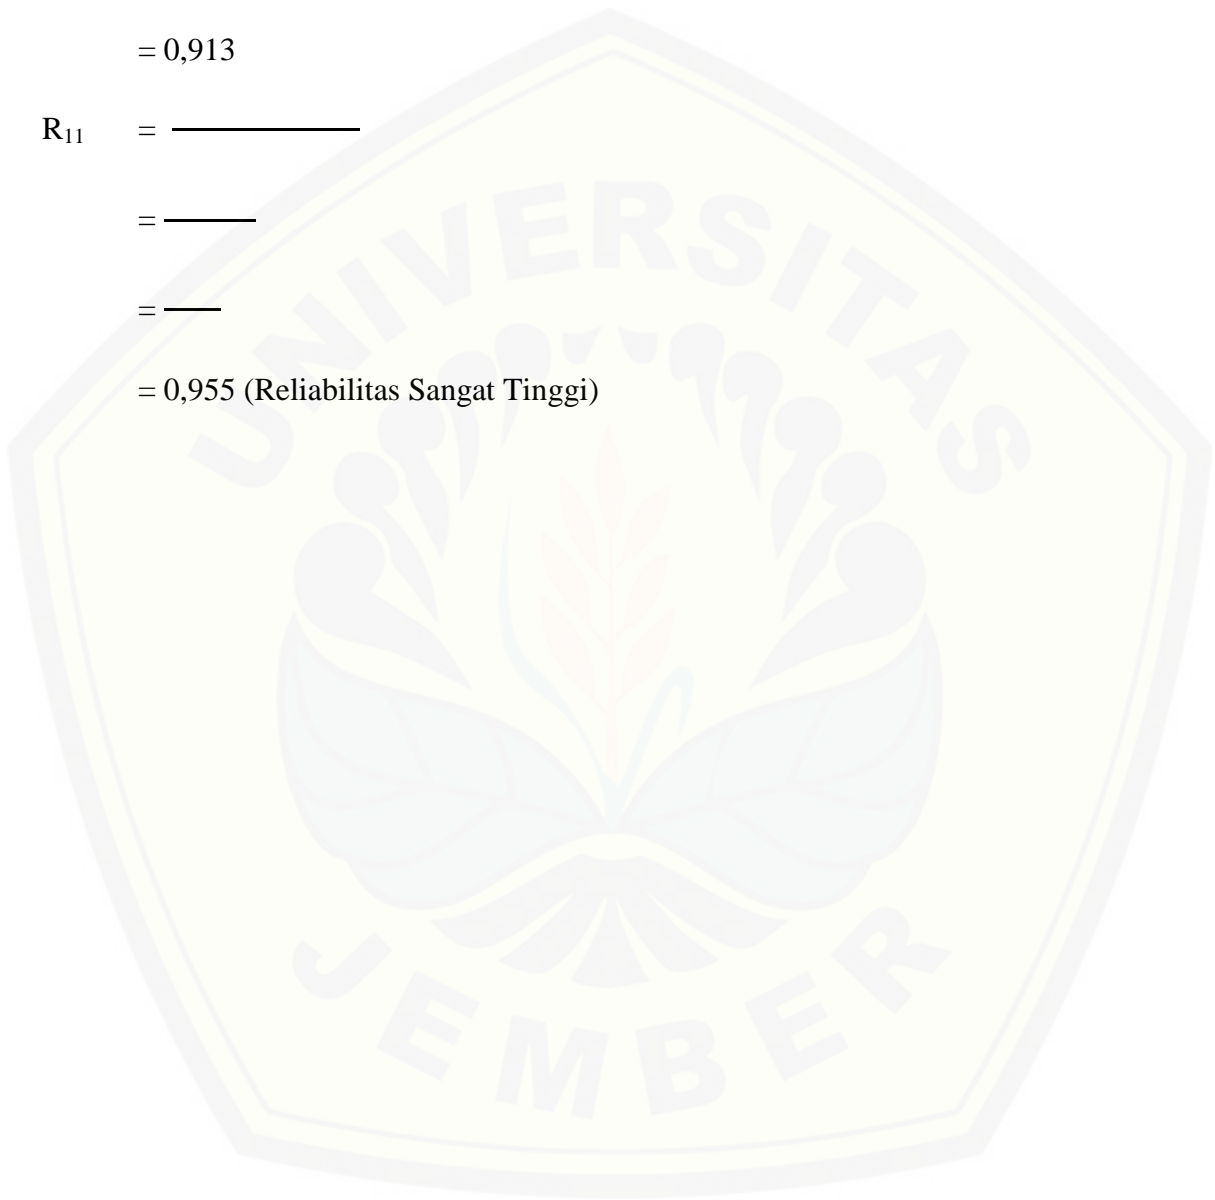 = 0,913
R₁₁ =
=
=
= 0,955 (Reliabilitas Sangat Tinggi)
UNIVERSITAS
JEMBER